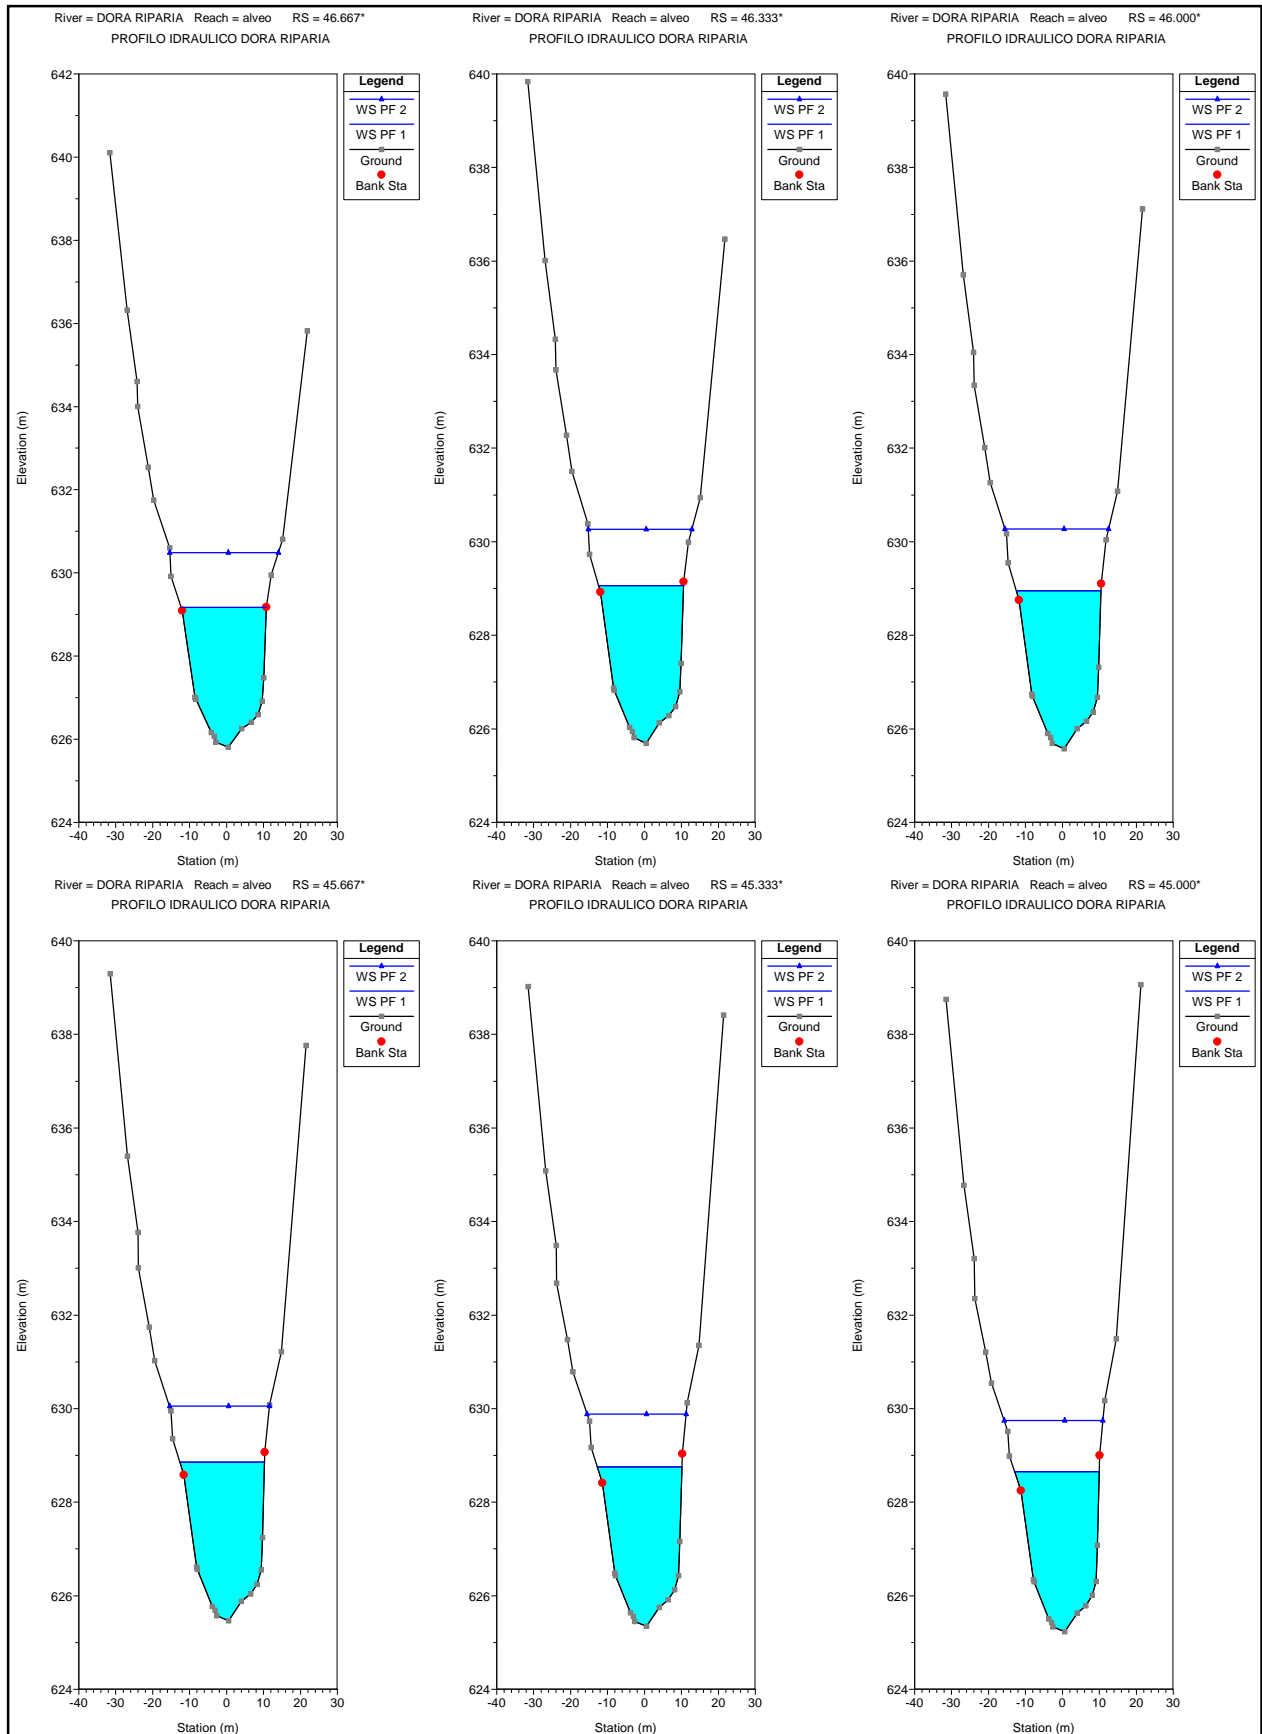 River = DORA RIPARIA Reach = alveo RS = 46.667*
PROFILO IDRAULICO DORA RIPARIA
642
640
638
636
634
632
630
628
626
624
-40 -30 -20 -10 0 10 20 30
Station (m)
Elevation (m)
Legend
WS PF 2
WS PF 1
Ground
Bank Sta
River = DORA RIPARIA Reach = alveo RS = 46.333*
PROFILO IDRAULICO DORA RIPARIA
640
638
636
634
632
630
628
626
624
-40 -30 -20 -10 0 10 20 30
Station (m)
Elevation (m)
Legend
WS PF 2
WS PF 1
Ground
Bank Sta
River = DORA RIPARIA Reach = alveo RS = 46.000*
PROFILO IDRAULICO DORA RIPARIA
640
638
636
634
632
630
628
626
624
-40 -30 -20 -10 0 10 20 30
Station (m)
Elevation (m)
Legend
WS PF 2
WS PF 1
Ground
Bank Sta
River = DORA RIPARIA Reach = alveo RS = 45.667*
PROFILO IDRAULICO DORA RIPARIA
640
638
636
634
632
630
628
626
624
-40 -30 -20 -10 0 10 20 30
Station (m)
Elevation (m)
Legend
WS PF 2
WS PF 1
Ground
Bank Sta
River = DORA RIPARIA Reach = alveo RS = 45.333*
PROFILO IDRAULICO DORA RIPARIA
640
638
636
634
632
630
628
626
624
-40 -30 -20 -10 0 10 20 30
Station (m)
Elevation (m)
Legend
WS PF 2
WS PF 1
Ground
Bank Sta
River = DORA RIPARIA Reach = alveo RS = 45.000*
PROFILO IDRAULICO DORA RIPARIA
640
638
636
634
632
630
628
626
624
-40 -30 -20 -10 0 10 20 30
Station (m)
Elevation (m)
Legend
WS PF 2
WS PF 1
Ground
Bank Sta